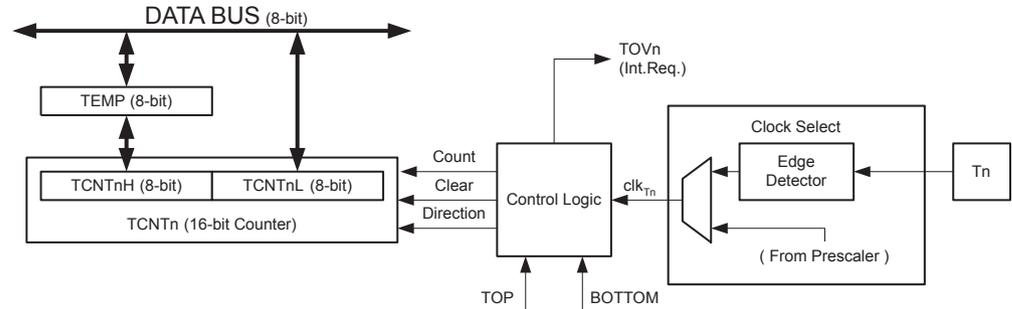 DATA BUS (8-bit)
TOVn
(Int.Req.)
TEMP (8-bit)
Clock Select
Count
Edge
Detector
TCNTnH (8-bit)
TCNTnL (8-bit)
Clear
Control Logic
clkTn
Tn
Direction
TCNTn (16-bit Counter)
( From Prescaler )
TOP
BOTTOM